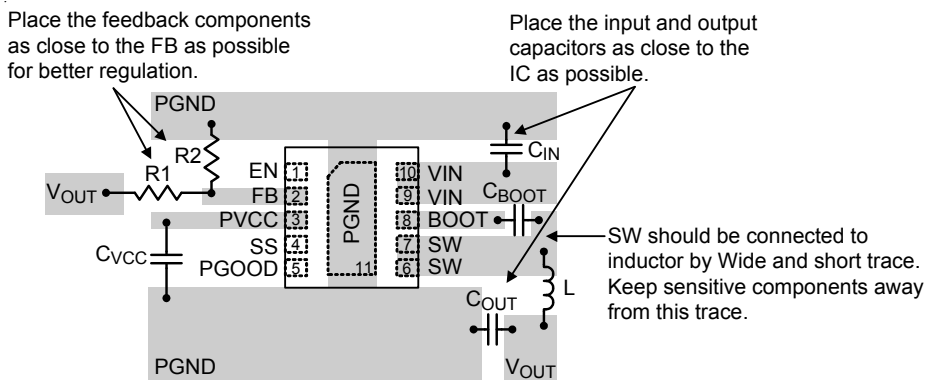 Place the feedback components
as close to the FB as possible
for better regulation.
Place the input and output
capacitors as close to the
IC as possible.
PGND
R2
R1
VOUT
CIN
EN
FB
PVCC
SS
PGOOD
1
2
3
4
5
PGND
11
10
9
8
7
6
VIN
VIN
BOOT
SW
SW
CBOOT
CVCC
SW should be connected to
inductor by Wide and short trace.
Keep sensitive components away
from this trace.
L
COUT
PGND
VOUT